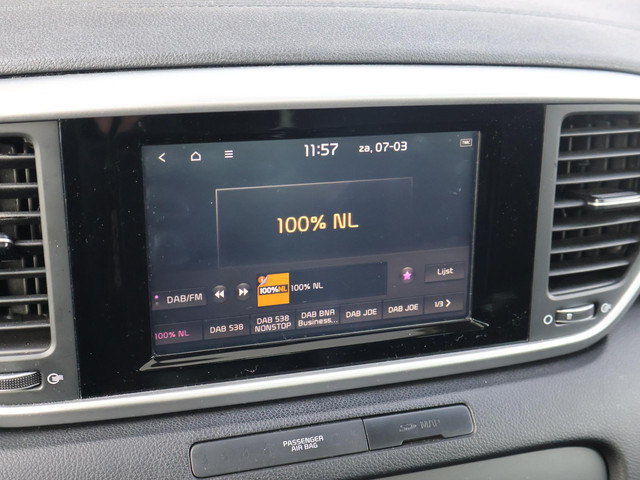 11:57 za, 07-03
100% NL
DAB/FM 100%NL 100% NL Lijst
100% NL DAB 538 DAB 538 NONSTOP DAB BNR Business... DAB JOE DAB JOE 1/3
PASSENGER
AIR BAG
MAP